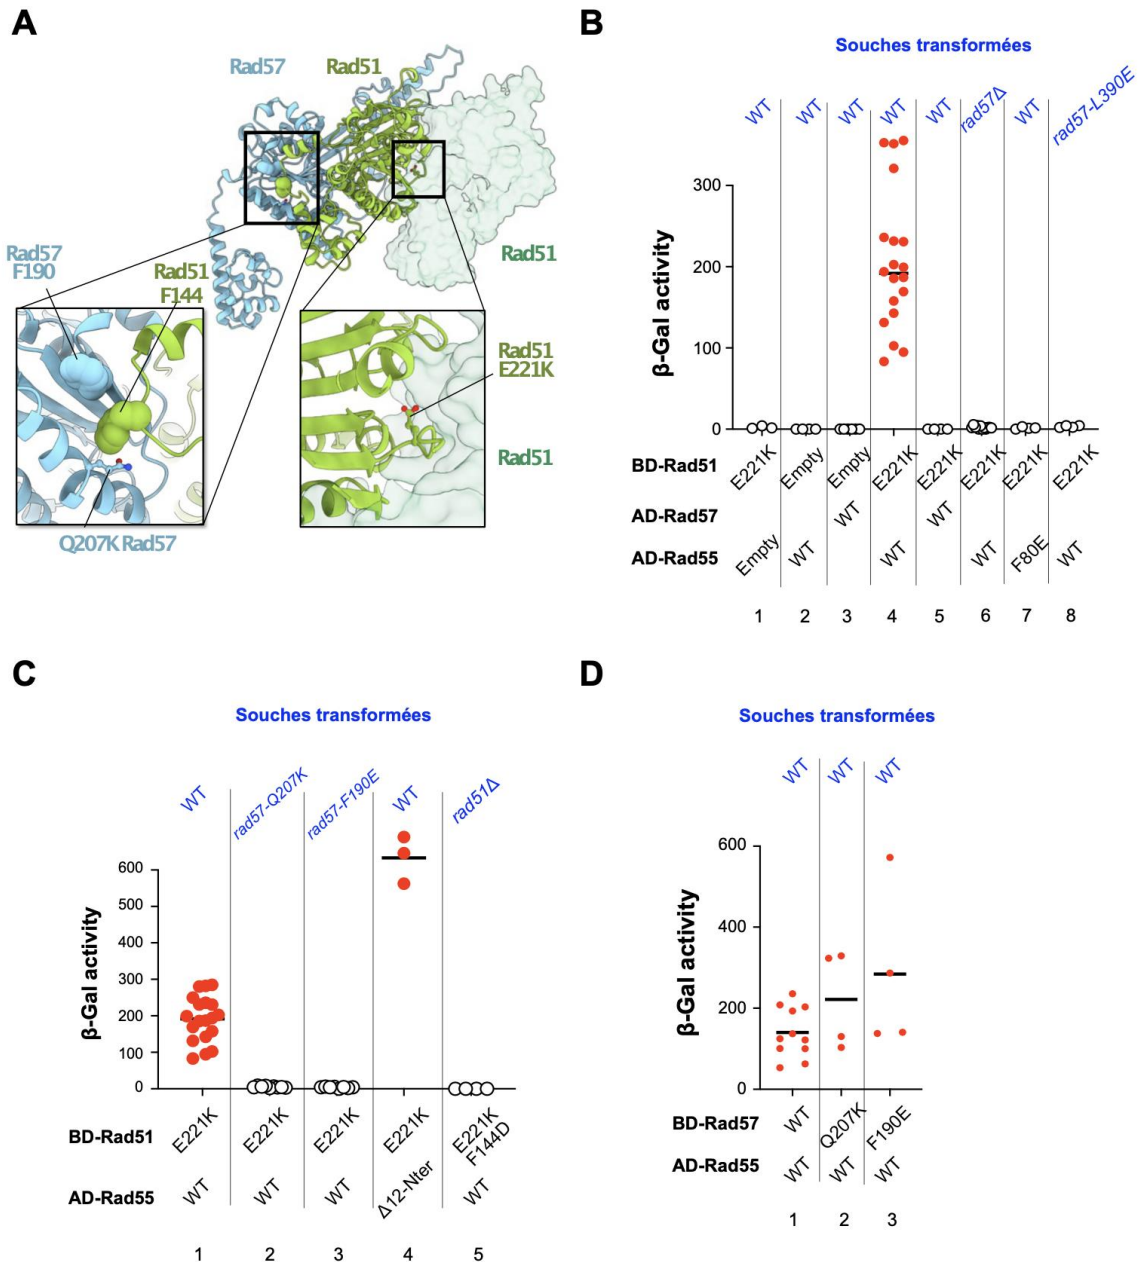 A
Rad57
Rad51
Rad51
Rad57
F190
Rad51
F144
Q207K Rad57
Rad51
E221K
Rad51
B
Souches transformées
WT
WT
WT
WT
WT
rad57Δ
WT
rad57-L390E
β-Gal activity
300
200
100
0
BD-Rad51
E221K
Empty
Empty
E221K
E221K
E221K
E221K
E221K
AD-Rad57
WT
WT
AD-Rad55
Empty
WT
WT
WT
F80E
WT
1 2 3 4 5 6 7 8
C
Souches transformées
WT
rad57-Q207K
rad57-F190E
WT
rad51Δ
β-Gal activity
600
500
400
300
200
100
0
BD-Rad51
E221K
E221K
E221K
E221K
E221K
F144D
AD-Rad55
WT
WT
WT
Δ12-Nter
WT
1 2 3 4 5
D
Souches transformées
WT
WT
WT
β-Gal activity
600
400
200
0
BD-Rad57
WT
Q207K
F190E
AD-Rad55
WT
WT
WT
1 2 3